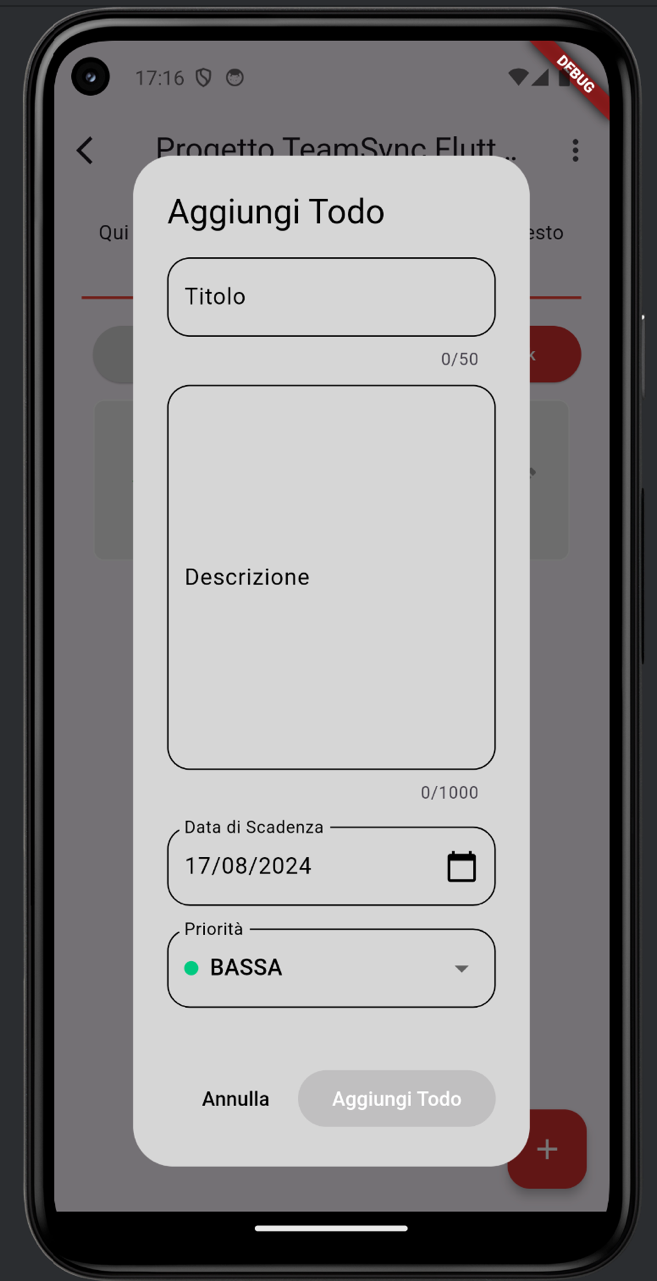 17:16
DEBUG
Progetto TeamSync Flutt...
Qui
esto
Aggiungi Todo
Titolo
0/50
Descrizione
0/1000
Data di Scadenza
17/08/2024
Priorità
BASSA
Annulla
Aggiungi Todo
+